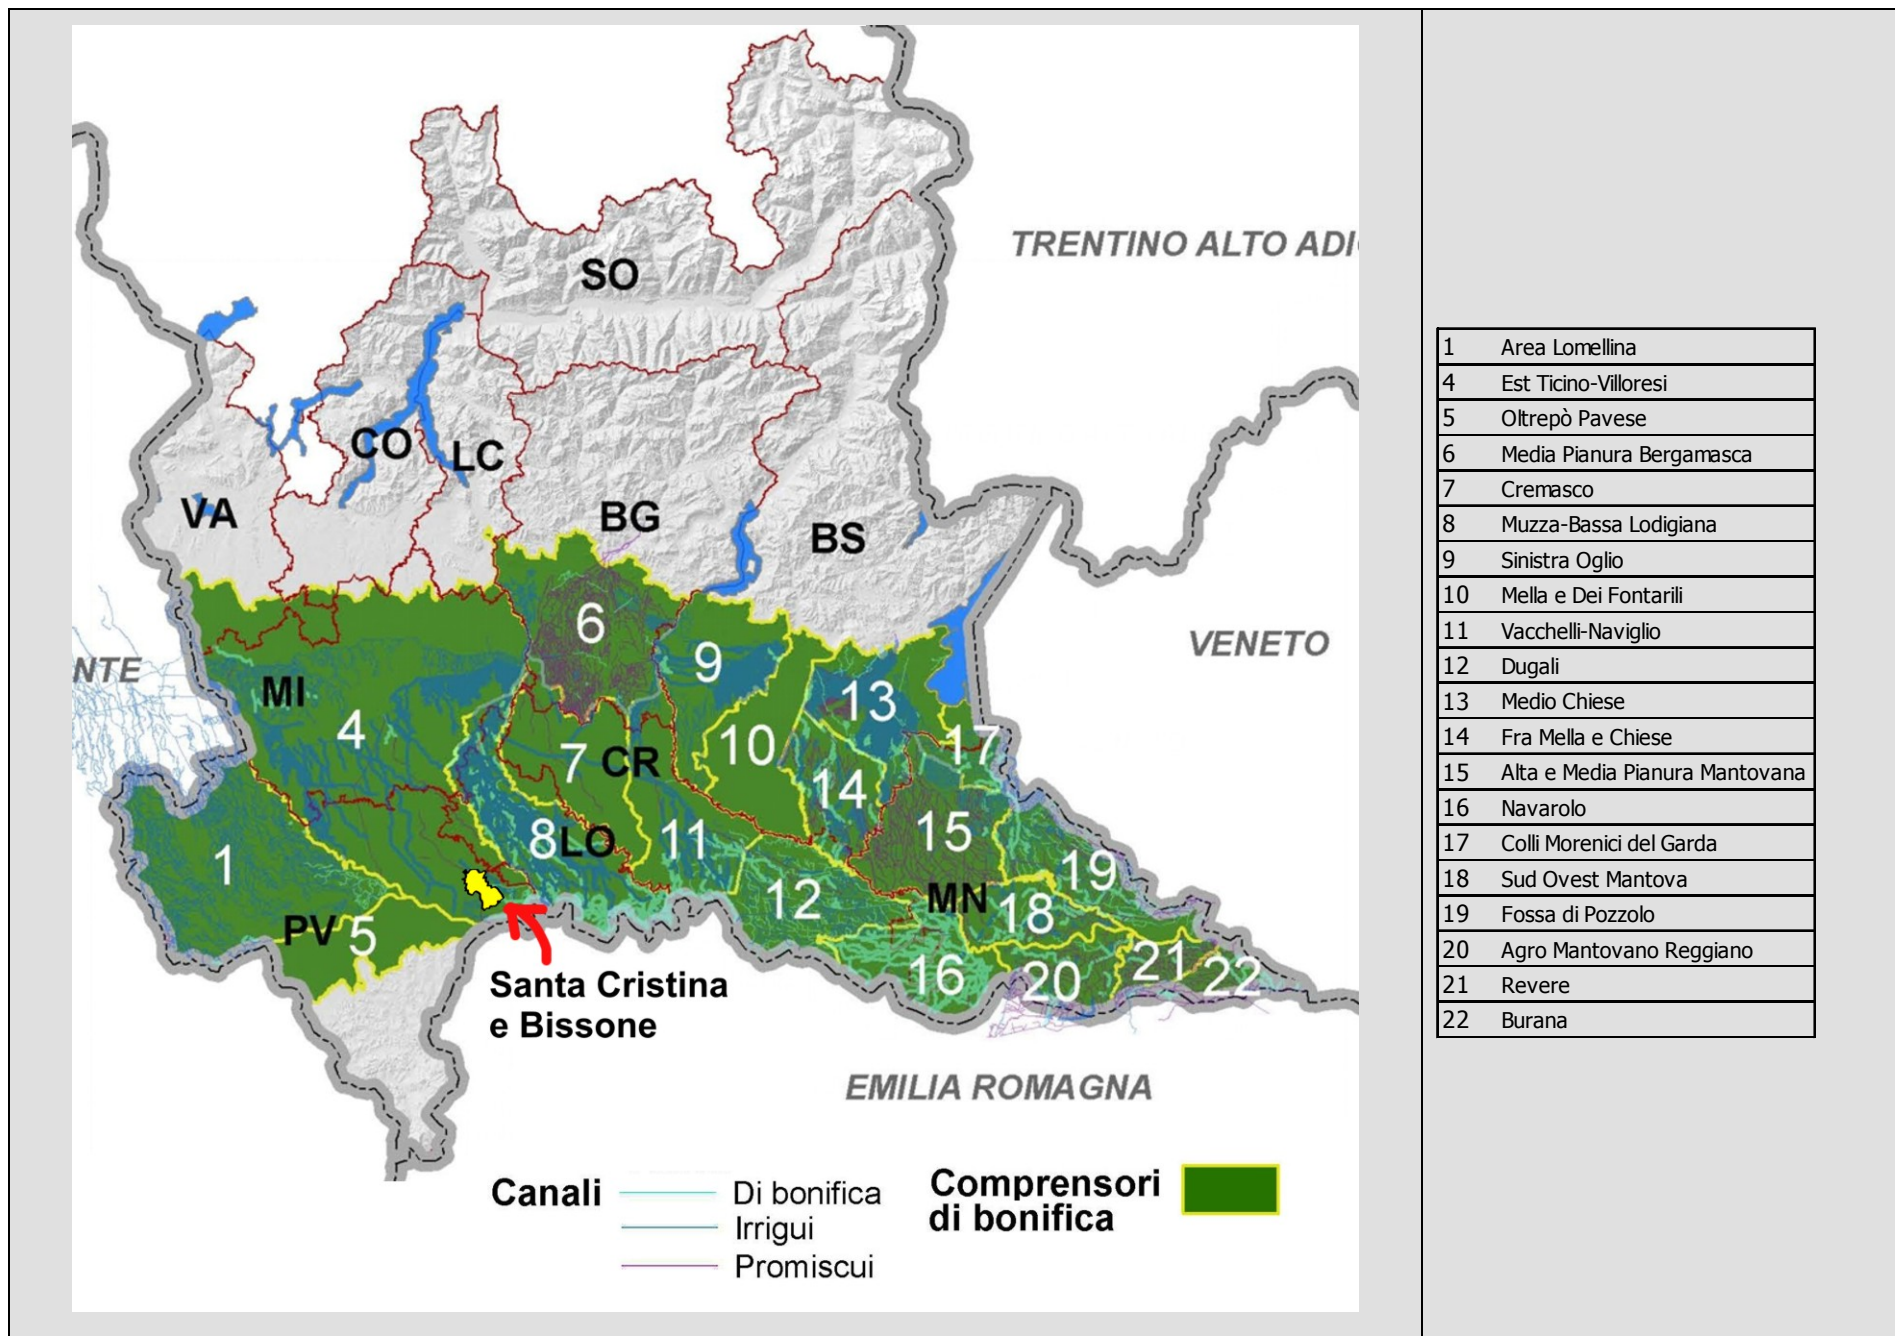 SO
TRENTINO ALTO ADI
CO
LC
VA
BG
BS
6
9
NTE
MI
VENETO
13
4
10
17
7
CR
14
1
8
LO
11
15
12
19
PV
5
MN
18
16
20
21
22
Santa Cristina
e Bissone
EMILIA ROMAGNA
Canali
Di bonifica
Irrigui
Promiscui
Comprensori
di bonifica
1 Area Lomellina
4 Est Ticino-Villoresi
5 Oltrepò Pavese
6 Media Pianura Bergamasca
7 Cremasco
8 Muzza-Bassa Lodigiana
9 Sinistra Oglio
10 Mella e Dei Fontarili
11 Vacchelli-Naviglio
12 Dugali
13 Medio Chiese
14 Fra Mella e Chiese
15 Alta e Media Pianura Mantovana
16 Navarolo
17 Colli Morenici del Garda
18 Sud Ovest Mantova
19 Fossa di Pozzolo
20 Agro Mantovano Reggiano
21 Revere
22 Burana